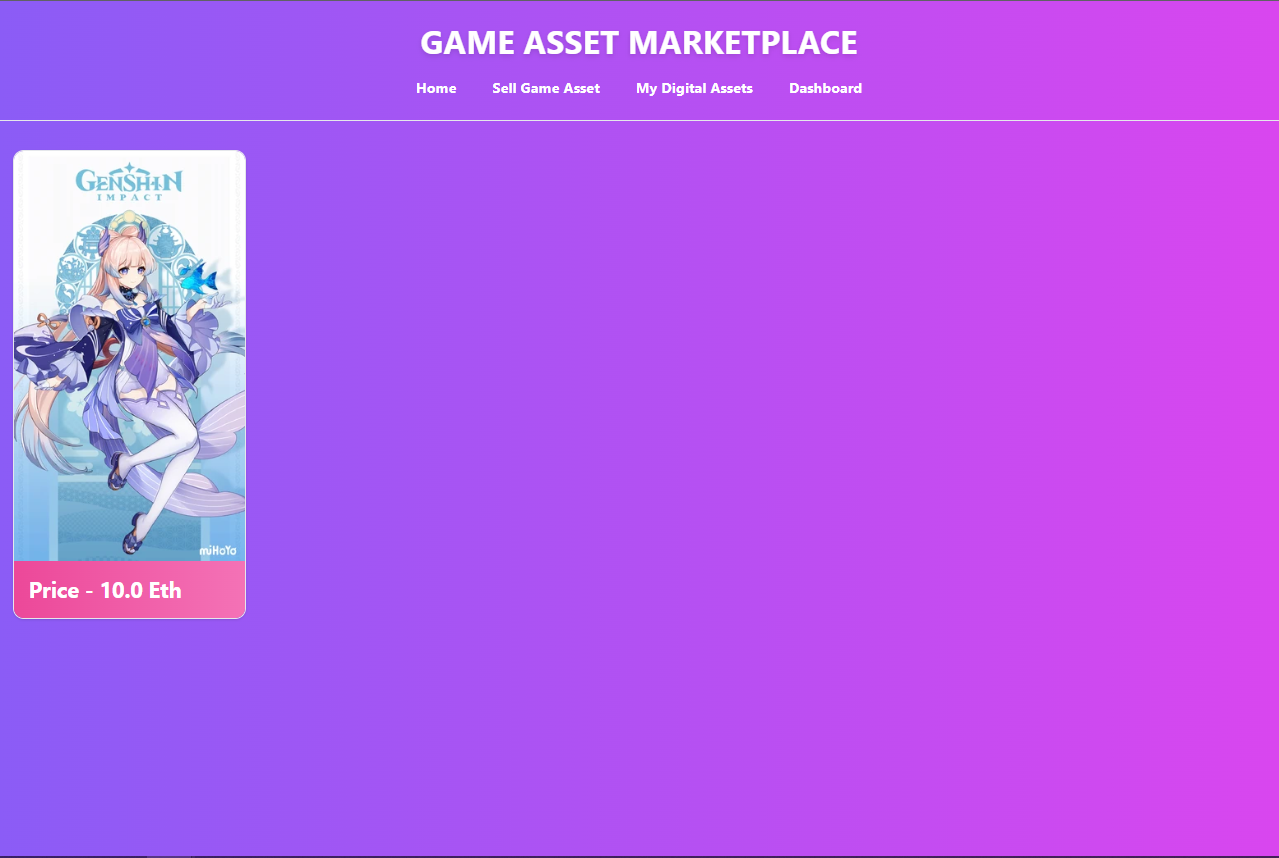 GAME ASSET MARKETPLACE
Home Sell Game Asset My Digital Assets Dashboard
GENSHIN
IMPACT
miHoYo
Price - 10.0 Eth